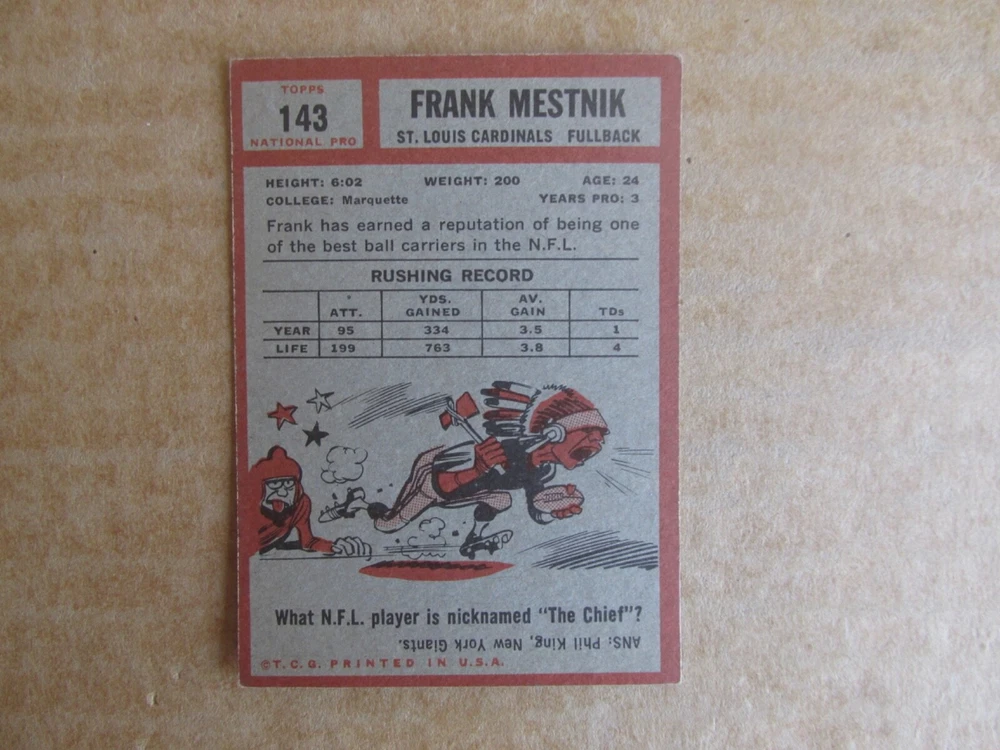 TOPPS
143
NATIONAL PRO
FRANK MESTNIK
ST. LOUIS CARDINALS FULLBACK
HEIGHT: 6:02 WEIGHT: 200 AGE: 24
COLLEGE: Marquette YEARS PRO: 3
Frank has earned a reputation of being one
of the best ball carriers in the N.F.L.
RUSHING RECORD
ATT. YDS. GAINED AV. GAIN TDs
YEAR 95 334 3.5 1
LIFE 199 763 3.8 4
What N.F.L. player is nicknamed "The Chief"?
ANS: Phil King, New York Giants.
©T.C.G. PRINTED IN U.S.A.